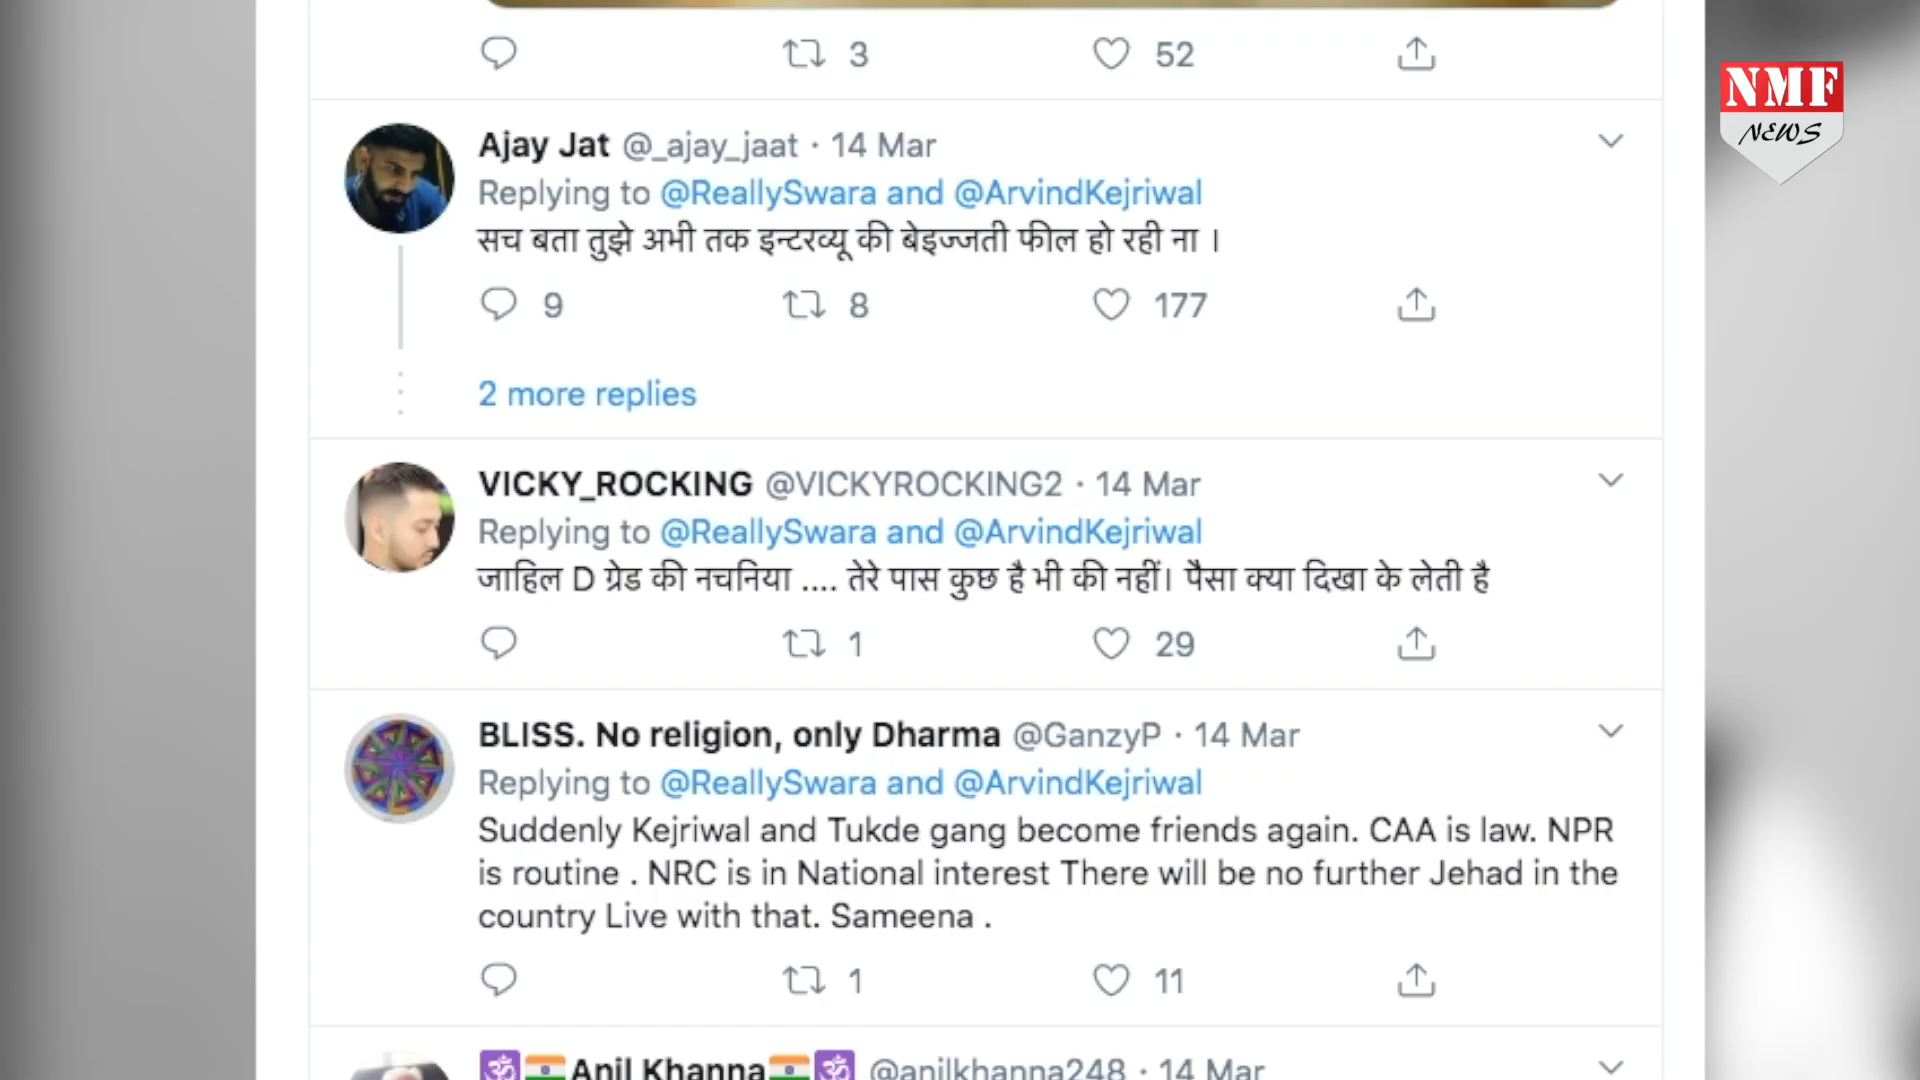 3 52
NMF
NEWS
Ajay Jat @_ajay_jaat · 14 Mar
Replying to @ReallySwara and @ArvindKejriwal
सच बता तुझे अभी तक इन्टरव्यू की बेइज्जती फील हो रही ना ।
9 8 177
2 more replies
VICKY_ROCKING @VICKYROCKING2 · 14 Mar
Replying to @ReallySwara and @ArvindKejriwal
जाहिल D ग्रेड की नचनिया .... तेरे पास कुछ है भी की नहीं। पैसा क्या दिखा के लेती है
1 29
BLISS. No religion, only Dharma @GanzyP · 14 Mar
Replying to @ReallySwara and @ArvindKejriwal
Suddenly Kejriwal and Tukde gang become friends again. CAA is law. NPR
is routine . NRC is in National interest There will be no further Jehad in the
country Live with that. Sameena .
1 11
🕉🇮🇳Anil Khanna🇮🇳🕉 @anilkhanna248 · 14 Mar